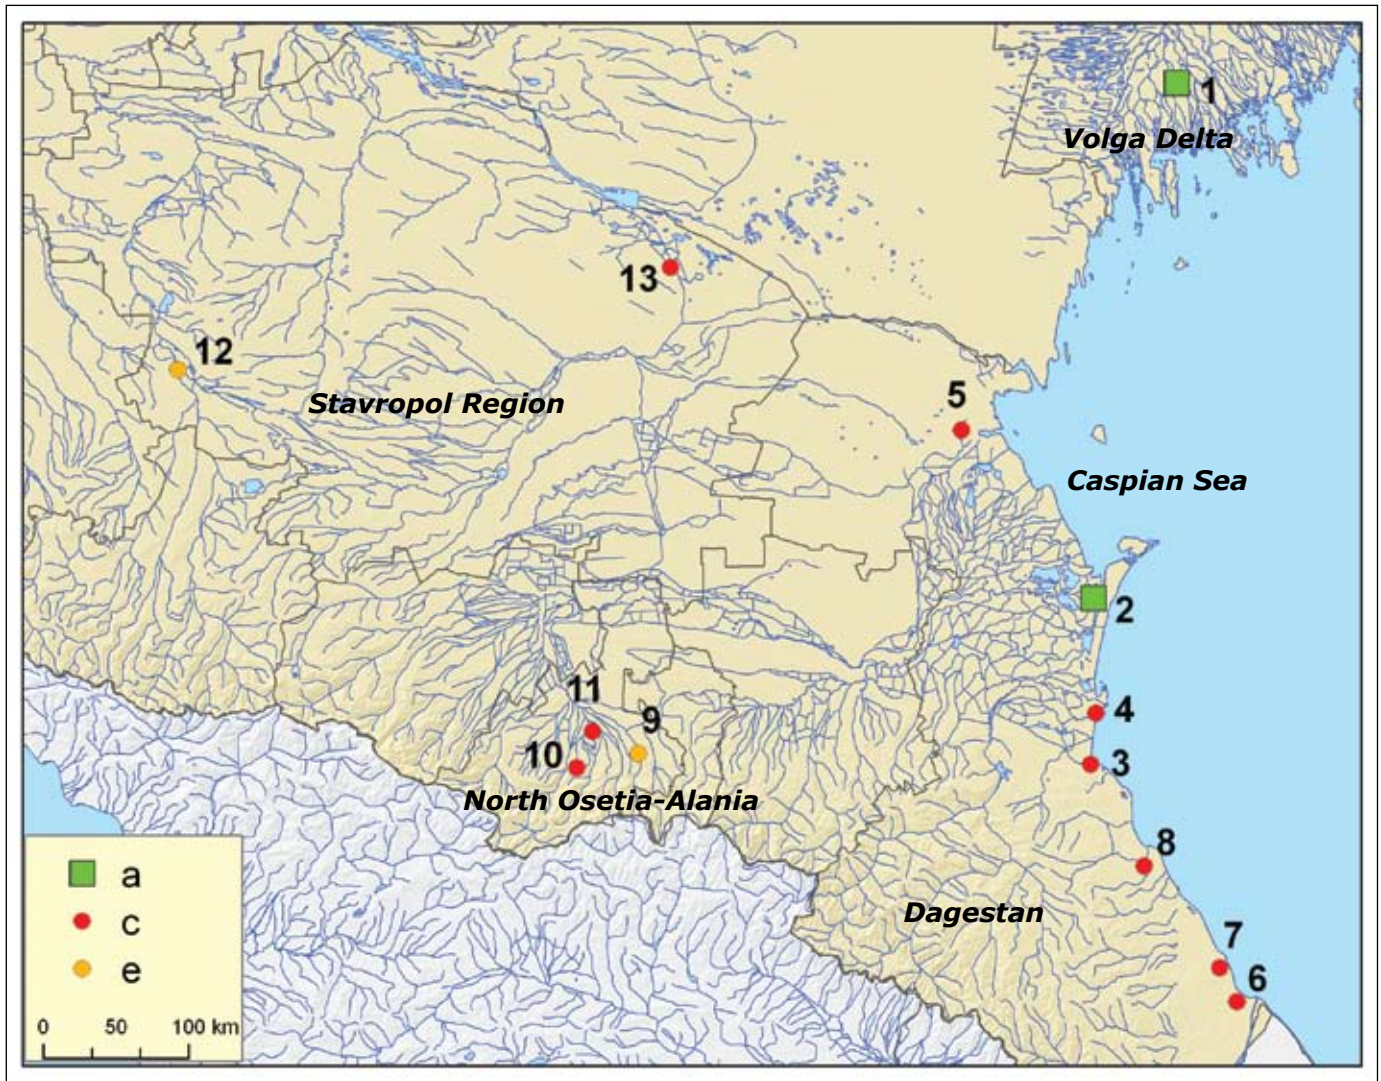 1
Volga Delta
13
12
Stavropol Region
5
Caspian Sea
2
11
9
4
10
3
North Osetia-Alania
8
a
Dagestan
c
7
e
6
0 50 100 km